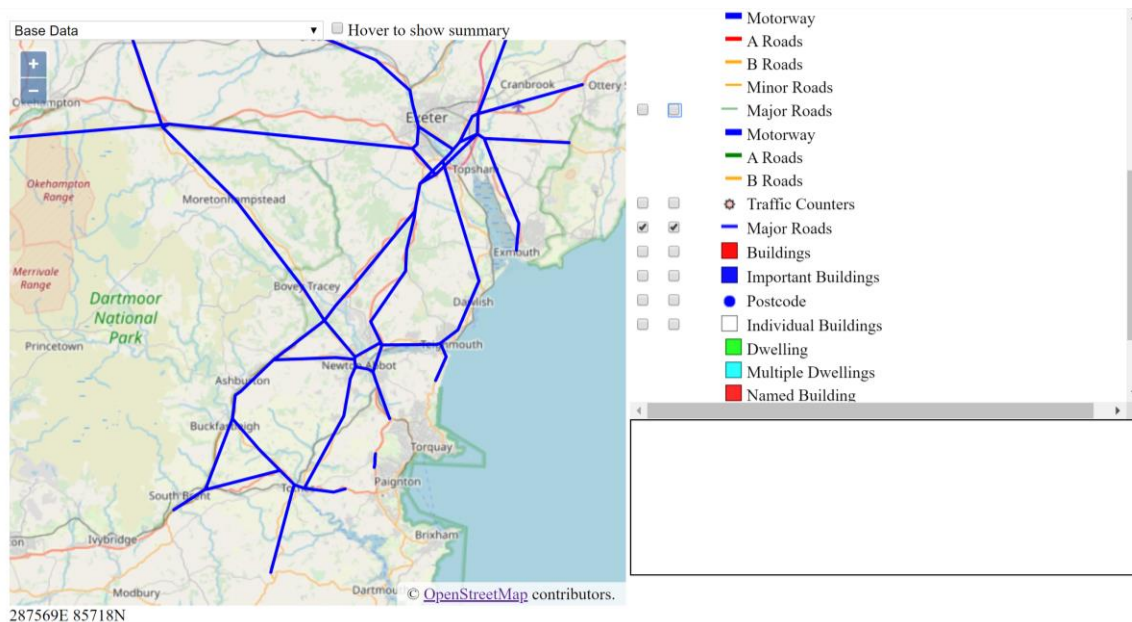 Base Data
Hover to show summary
+
−
Okehampton
Exeter
Cranbrook
Ottery S
Okehampton
Range
Topsham
Moretonhampstead
Exmouth
Merrivale
Range
Bovey Tracey
Dartmoor
National
Park
Dawlish
Princetown
Teignmouth
Newton Abbot
Ashburton
Buckfastleigh
Torquay
South Brent
Paignton
Ivybridge
Brixham
Modbury
© OpenStreetMap contributors.
287569E 85718N
Motorway
A Roads
B Roads
Minor Roads
Major Roads
Motorway
A Roads
B Roads
Traffic Counters
Major Roads
Buildings
Important Buildings
Postcode
Individual Buildings
Dwelling
Multiple Dwellings
Named Building